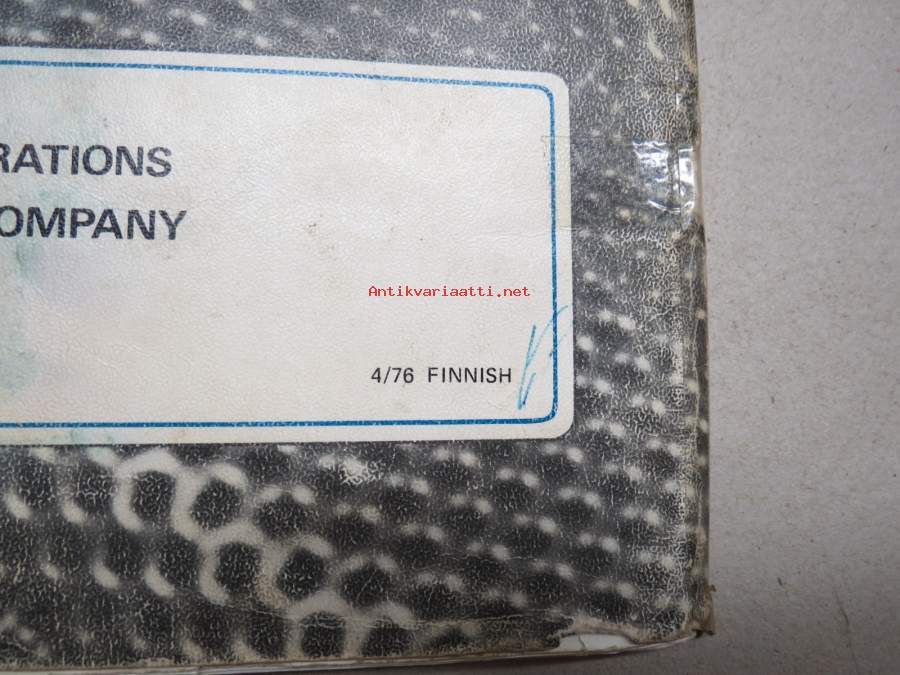 RATIONS
OMPANY
Antikvariaatti.net
4/76 FINNISH